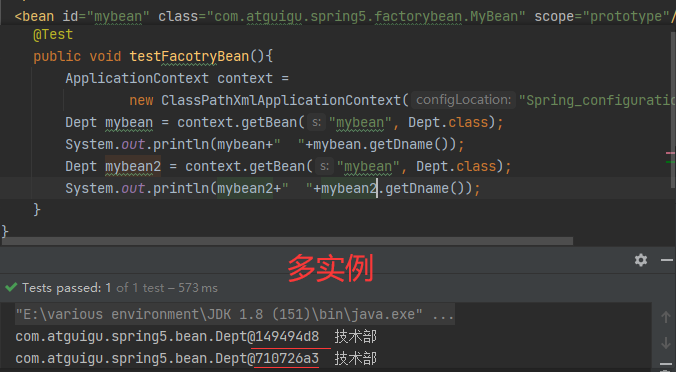 <bean id="mybean" class="com.atguigu.spring5.factorybean.MyBean" scope="prototype"/
@Test
public void testFacotryBean(){
ApplicationContext context =
new ClassPathXmlApplicationContext( configLocation: "Spring_configuratio
Dept mybean = context.getBean( s: "mybean", Dept.class);
System.out.println(mybean+"  "+mybean.getDname());
Dept mybean2 = context.getBean( s: "mybean", Dept.class);
System.out.println(mybean2+"  "+mybean2.getDname());
}
}
多实例
Tests passed: 1 of 1 test – 573 ms
"E:\various environment\JDK 1.8 (151)\bin\java.exe" ...
com.atguigu.spring5.bean.Dept@149494d8  技术部
com.atguigu.spring5.bean.Dept@710726a3  技术部